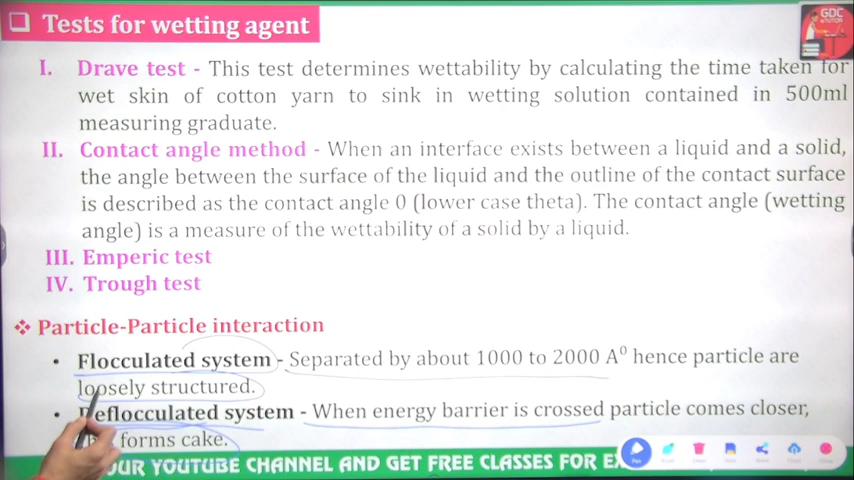 Tests for wetting agent
GDC
I. Drave test - This test determines wettability by calculating the time taken for
wet skin of cotton yarn to sink in wetting solution contained in 500ml
measuring graduate.
II. Contact angle method - When an interface exists between a liquid and a solid,
the angle between the surface of the liquid and the outline of the contact surface
is described as the contact angle 0 (lower case theta). The contact angle (wetting
angle) is a measure of the wettability of a solid by a liquid.
III. Emperic test
IV. Trough test
Particle-Particle interaction
• Flocculated system - Separated by about 1000 to 2000 A⁰ hence particle are
loosely structured.
• Deflocculated system - When energy barrier is crossed particle comes closer,
forms cake.
OUR YOUTUBE CHANNEL AND GET FREE CLASSES FOR EX
Pen